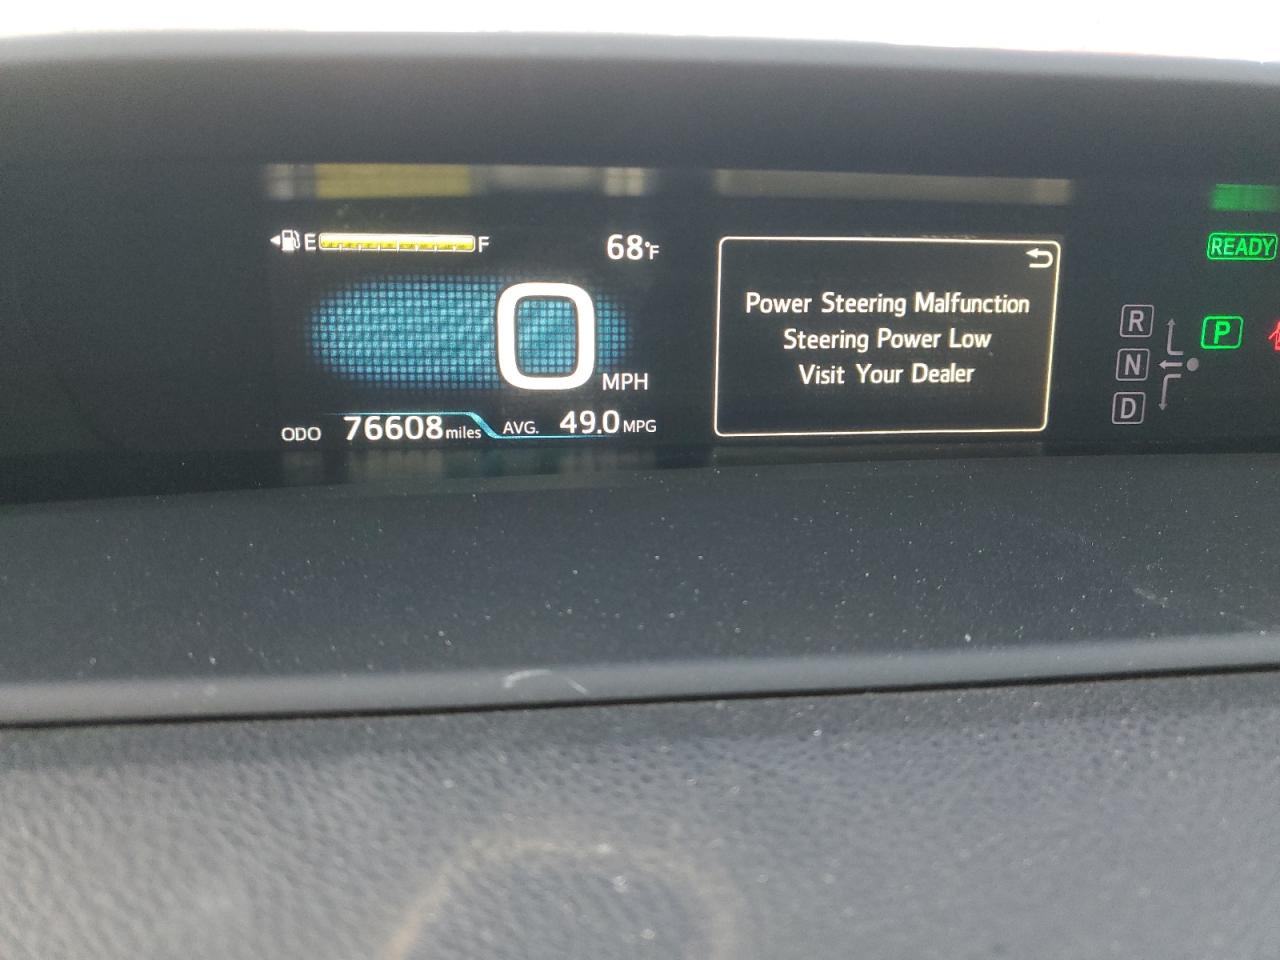 E F 68°F
0 MPH
ODO 76608 miles AVG. 49.0 MPG
Power Steering Malfunction
Steering Power Low
Visit Your Dealer
READY
R
N
D
P